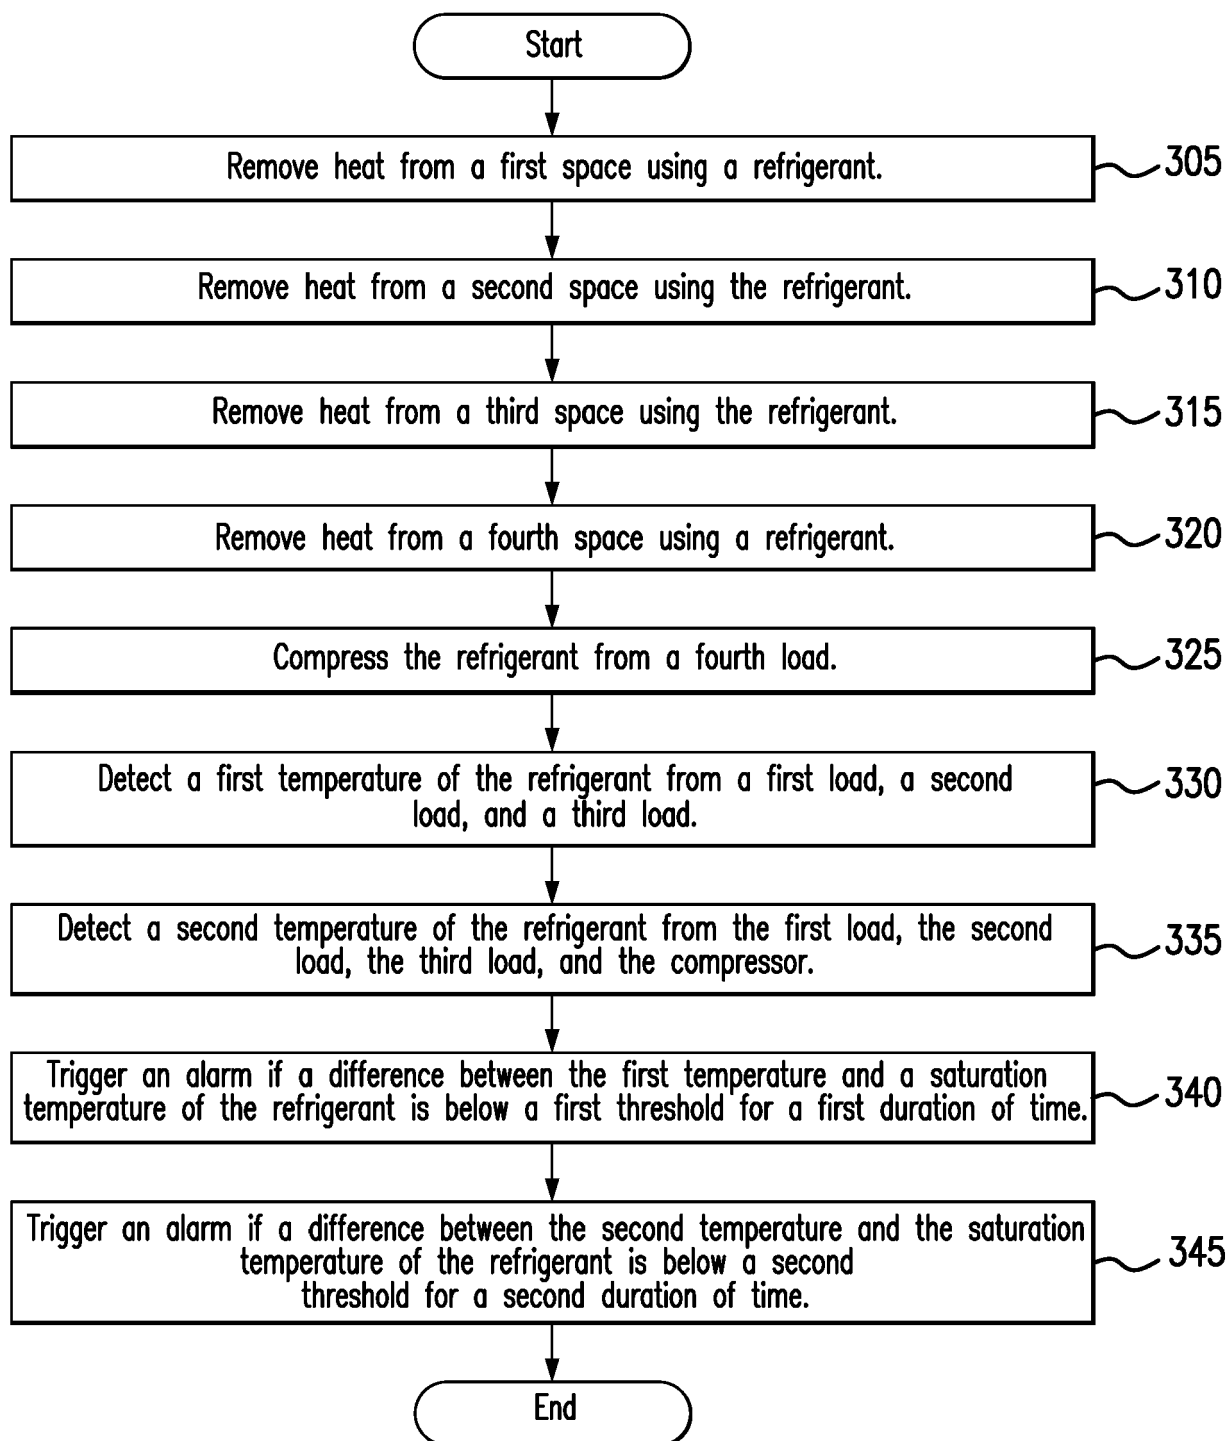 Start
Remove heat from a first space using a refrigerant.
305
Remove heat from a second space using the refrigerant.
310
Remove heat from a third space using the refrigerant.
315
Remove heat from a fourth space using a refrigerant.
320
Compress the refrigerant from a fourth load.
325
Detect a first temperature of the refrigerant from a first load, a second
load, and a third load.
330
Detect a second temperature of the refrigerant from the first load, the second
load, the third load, and the compressor.
335
Trigger an alarm if a difference between the first temperature and a saturation
temperature of the refrigerant is below a first threshold for a first duration of time.
340
Trigger an alarm if a difference between the second temperature and the saturation
temperature of the refrigerant is below a second
threshold for a second duration of time.
345
End